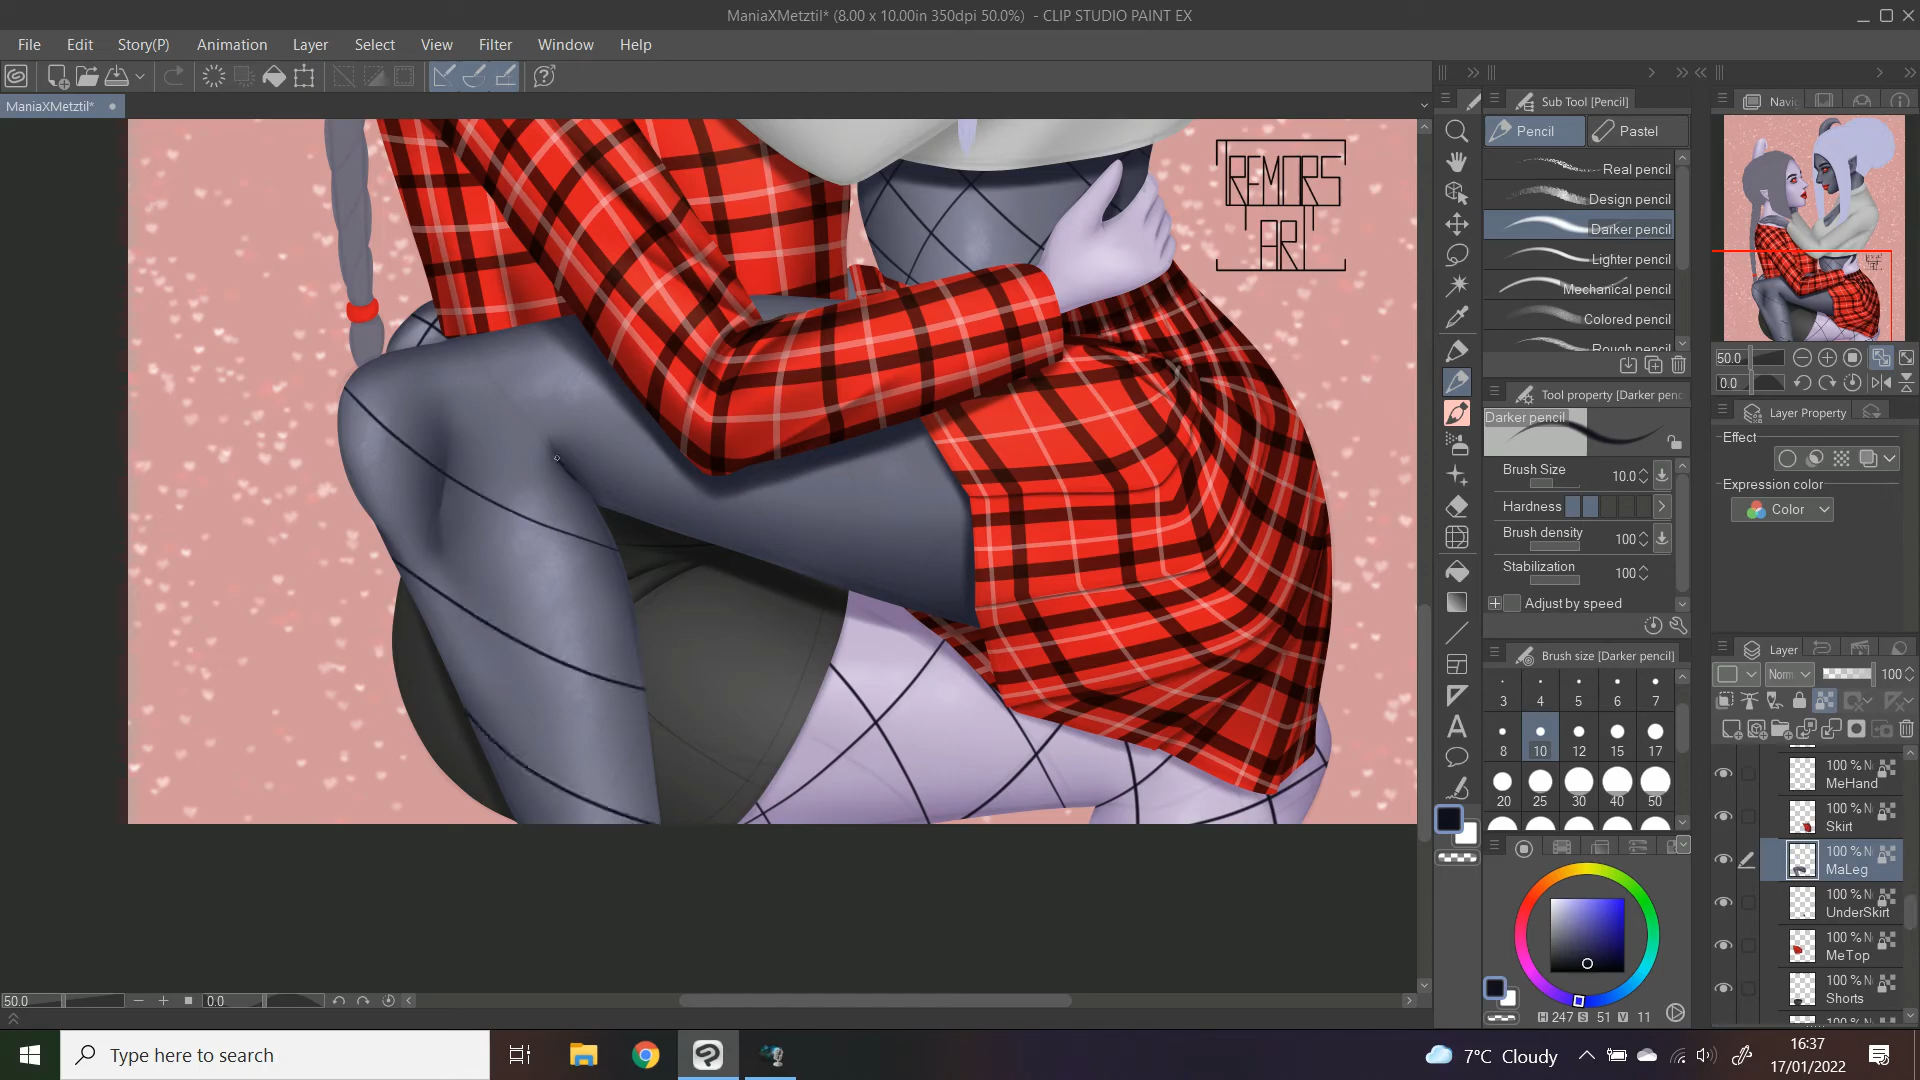 ManiaXMetztil* (8.00 x 10.00in 350dpi 50.0%) - CLIP STUDIO PAINT EX
File Edit Story(P) Animation Layer Select View Filter Window Help
ManiaXMetztil*
Sub Tool [Pencil]
Navi
Pencil
Pastel
Real pencil
Design pencil
Darker pencil
Lighter pencil
Mechanical pencil
Colored pencil
Rough pencil
50.0
0.0
Tool property [Darker penc
Darker pencil
Brush Size 10.0
Hardness
Brush density 100
Stabilization 100
Adjust by speed
Layer Property
Effect
Expression color
Color
Brush size [Darker pencil]
3 4 5 6 7
8 10 12 15 17
20 25 30 40 50
H 247 S 51 V 11
Layer
Norm 100
100 % N
MeHand
100 % N
Skirt
100 % N
MaLeg
100 % N
UnderSkirt
100 % N
MeTop
100 % N
Shorts
REMORS
ART
50.0
0.0
Type here to search
7°C Cloudy
16:37
17/01/2022